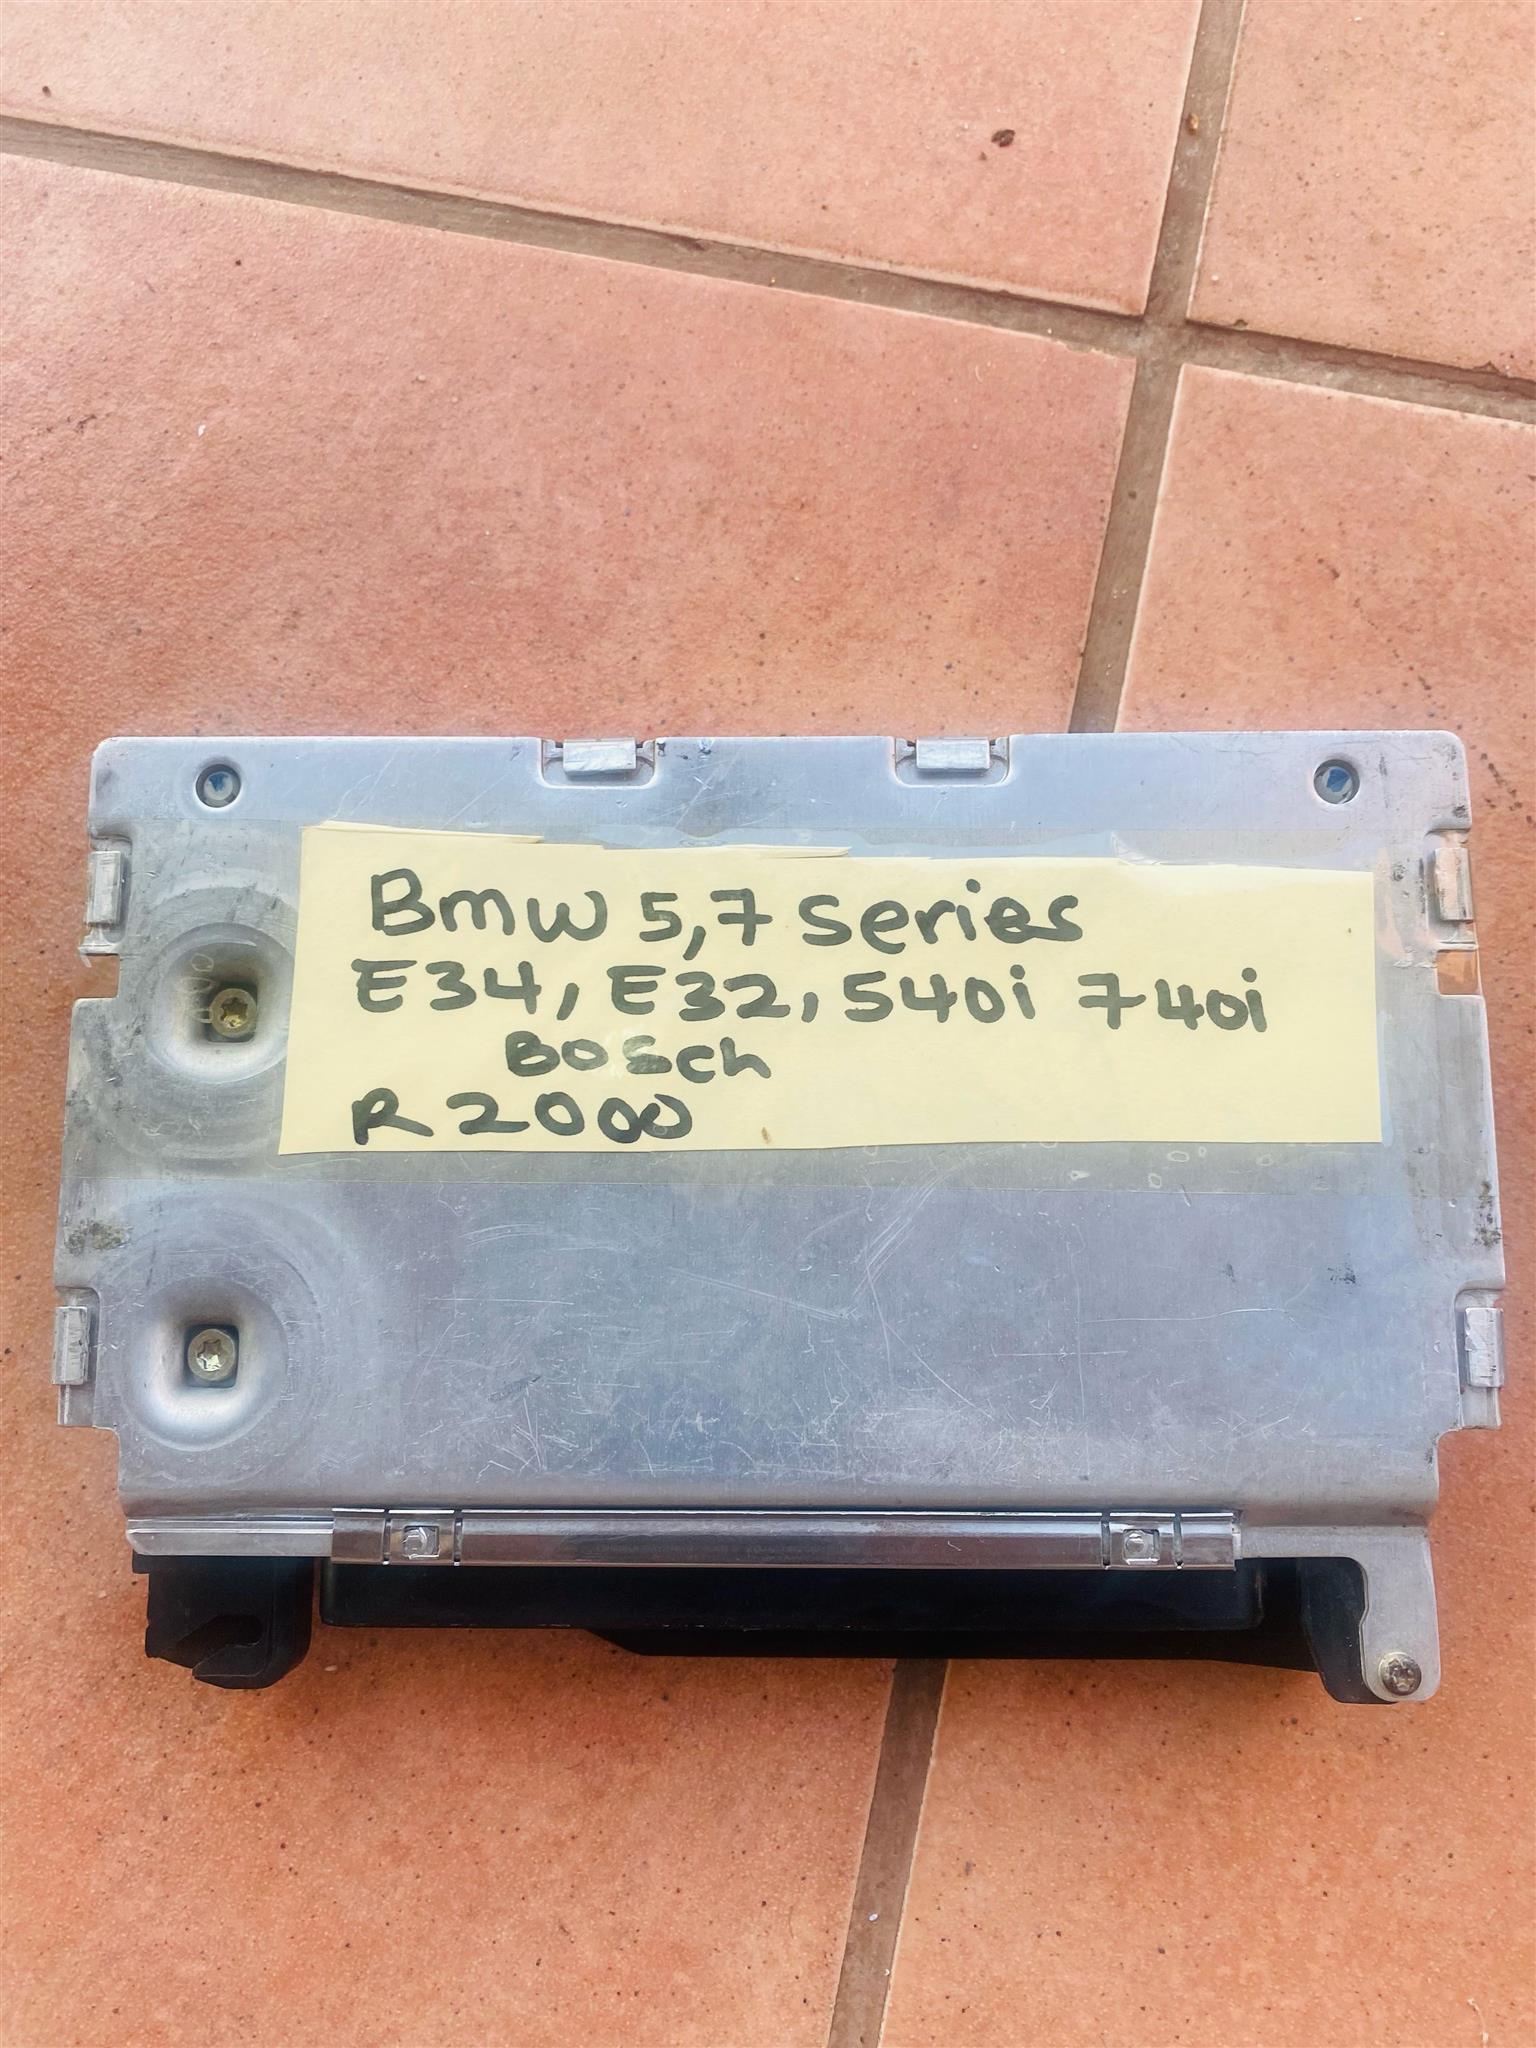 Bmw 5,7 series
E34, E32, 540i 740i
Bosch
R 2000